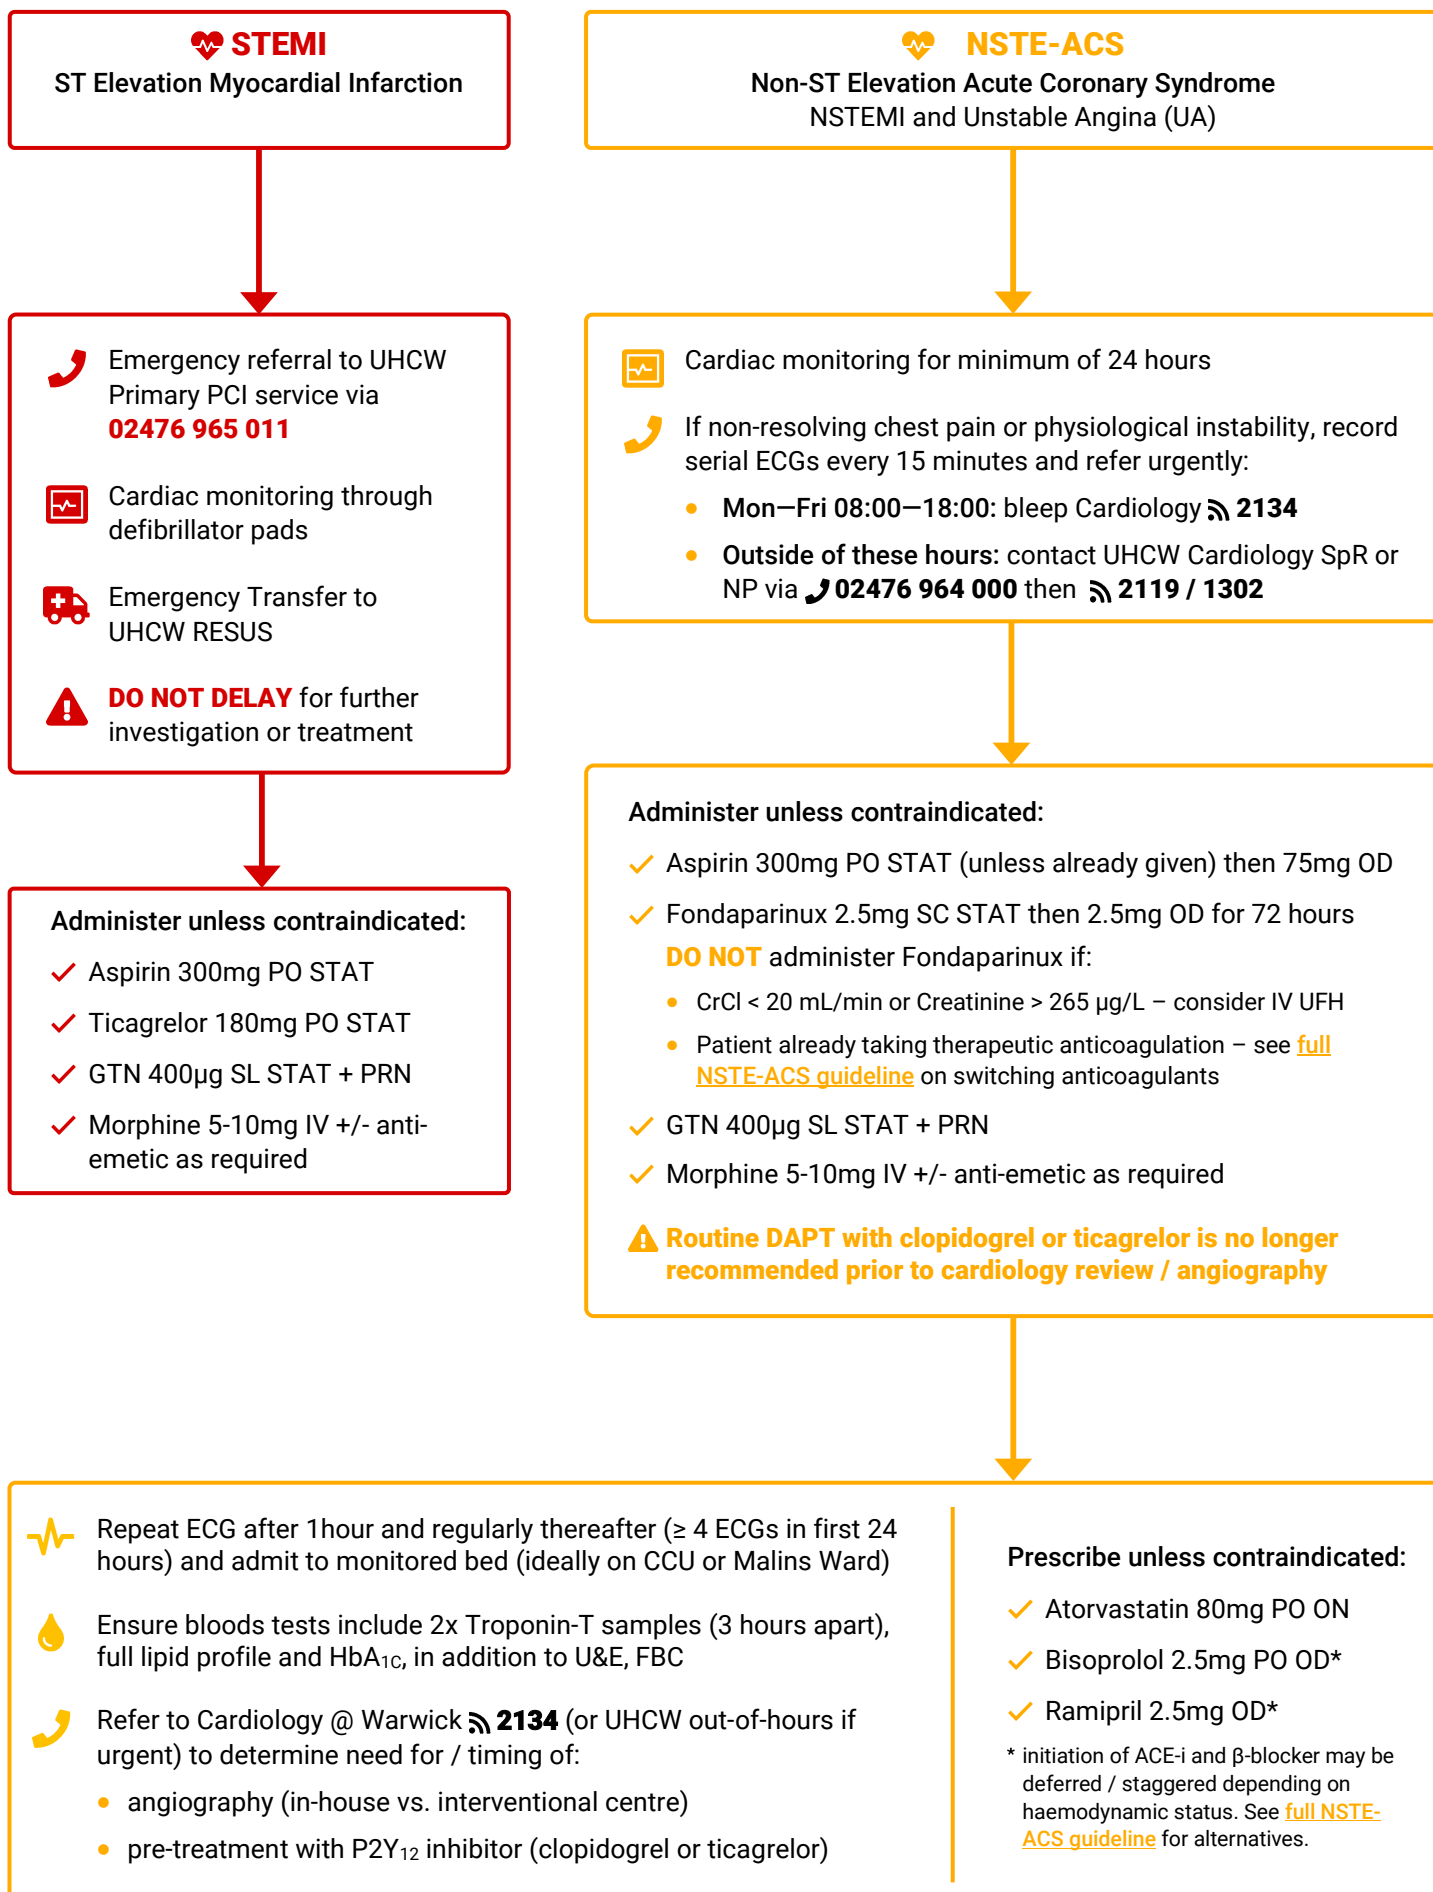 STEMI
ST Elevation Myocardial Infarction
NSTE-ACS
Non-ST Elevation Acute Coronary Syndrome
NSTEMI and Unstable Angina (UA)
Emergency referral to UHCW
Primary PCI service via
02476 965 011
Cardiac monitoring through
defibrillator pads
Emergency Transfer to
UHCW RESUS
DO NOT DELAY for further
investigation or treatment
Administer unless contraindicated:
Aspirin 300mg PO STAT
Ticagrelor 180mg PO STAT
GTN 400µg SL STAT + PRN
Morphine 5-10mg IV +/- anti-
emetic as required
Cardiac monitoring for minimum of 24 hours
If non-resolving chest pain or physiological instability, record
serial ECGs every 15 minutes and refer urgently:
• Mon–Fri 08:00–18:00: bleep Cardiology 2134
• Outside of these hours: contact UHCW Cardiology SpR or
NP via 02476 964 000 then 2119 / 1302
Administer unless contraindicated:
Aspirin 300mg PO STAT (unless already given) then 75mg OD
Fondaparinux 2.5mg SC STAT then 2.5mg OD for 72 hours
DO NOT administer Fondaparinux if:
• CrCl < 20 mL/min or Creatinine > 265 µg/L – consider IV UFH
• Patient already taking therapeutic anticoagulation – see full
NSTE-ACS guideline on switching anticoagulants
GTN 400µg SL STAT + PRN
Morphine 5-10mg IV +/- anti-emetic as required
Routine DAPT with clopidogrel or ticagrelor is no longer
recommended prior to cardiology review / angiography
Repeat ECG after 1hour and regularly thereafter (≥ 4 ECGs in first 24
hours) and admit to monitored bed (ideally on CCU or Malins Ward)
Ensure bloods tests include 2x Troponin-T samples (3 hours apart),
full lipid profile and HbA1C, in addition to U&E, FBC
Refer to Cardiology @ Warwick 2134 (or UHCW out-of-hours if
urgent) to determine need for / timing of:
• angiography (in-house vs. interventional centre)
• pre-treatment with P2Y12 inhibitor (clopidogrel or ticagrelor)
Prescribe unless contraindicated:
Atorvastatin 80mg PO ON
Bisoprolol 2.5mg PO OD*
Ramipril 2.5mg OD*
* initiation of ACE-i and β-blocker may be
deferred / staggered depending on
haemodynamic status. See full NSTE-
ACS guideline for alternatives.